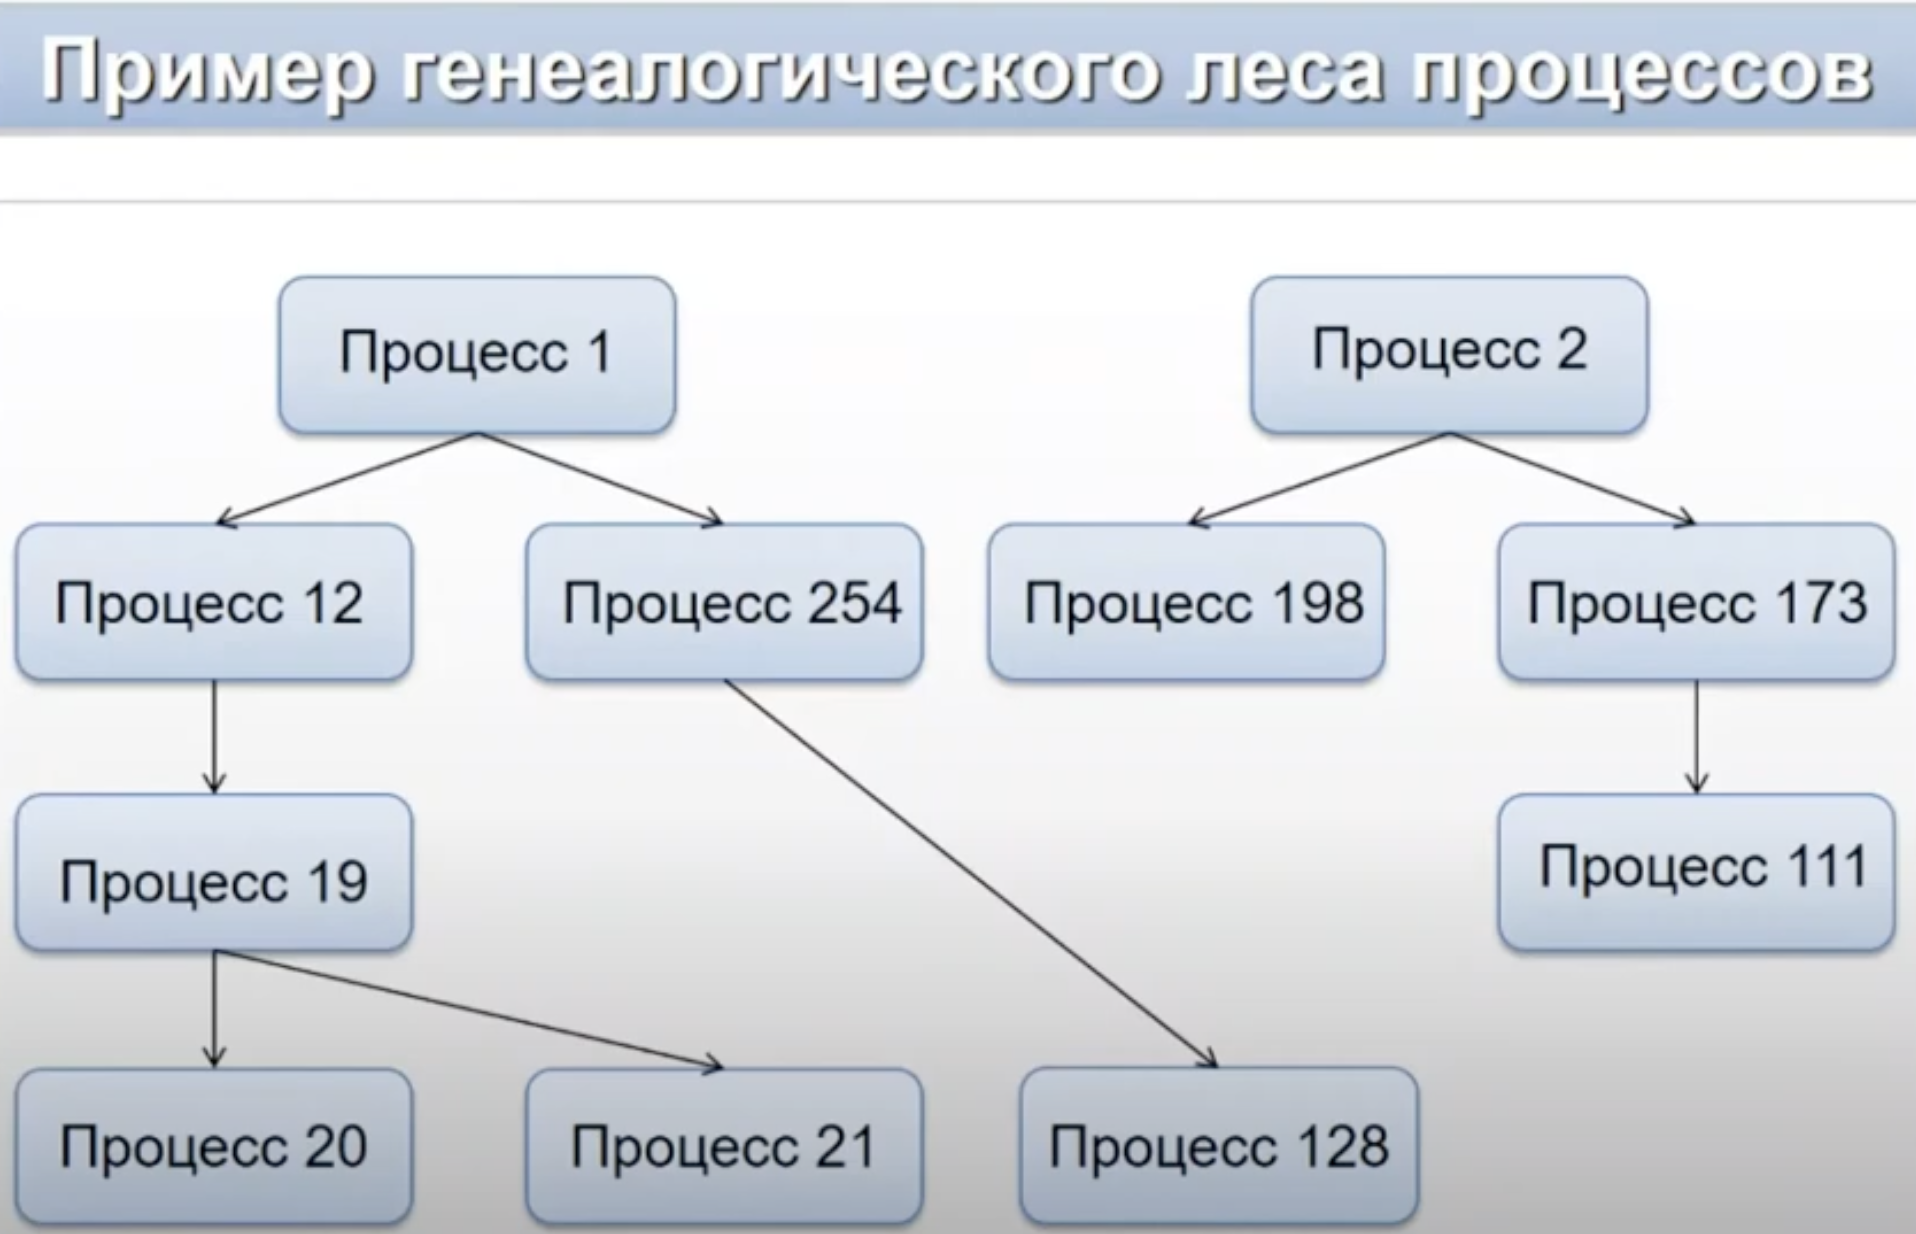 Пример генеалогического леса процессов
Процесс 1
Процесс 2
Процесс 12
Процесс 254
Процесс 198
Процесс 173
Процесс 19
Процесс 111
Процесс 20
Процесс 21
Процесс 128